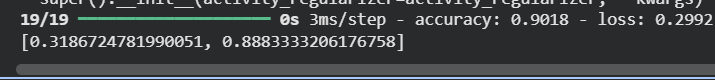 super().__init__(activity_regularizer=activity_regularizer, **kwargs)
19/19 ━━━━━━━━━━━━━━━━━━━━ 0s 3ms/step - accuracy: 0.9018 - loss: 0.2992
[0.3186724781990051, 0.8883333206176758]